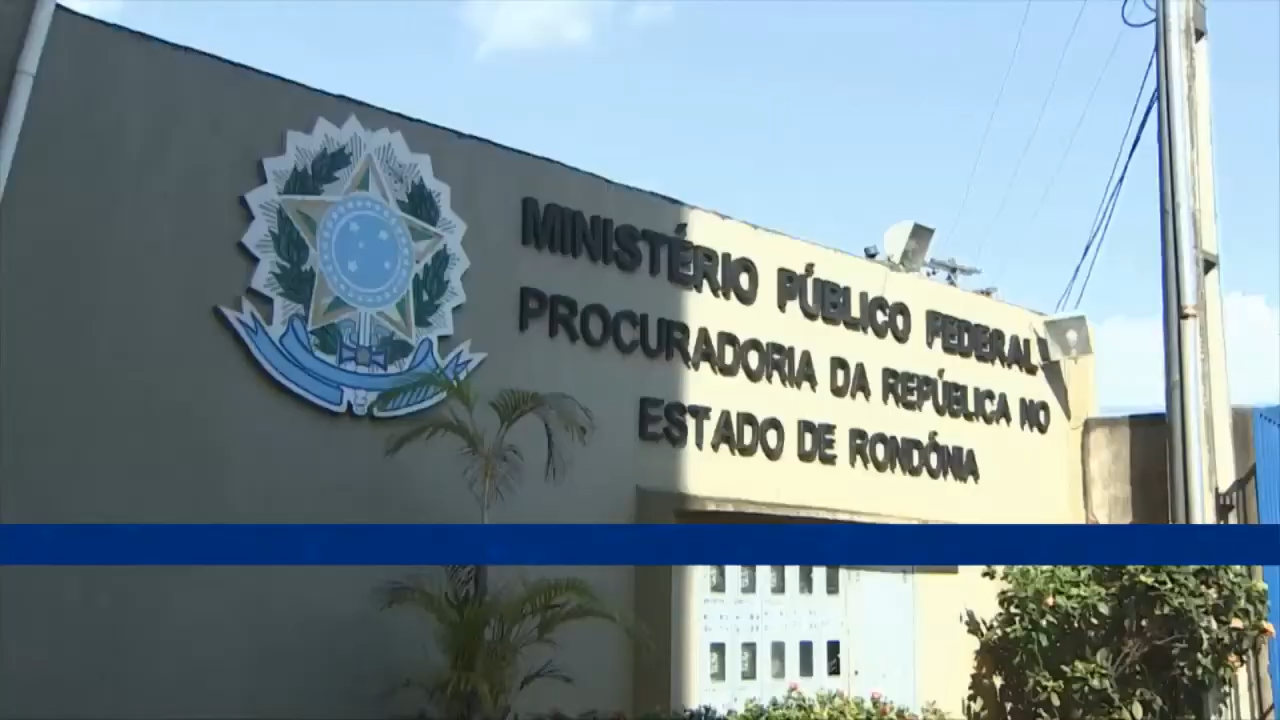 MINISTÉRIO PÚBLICO FEDERAL
PROCURADORIA DA REPÚBLICA NO
ESTADO DE RONDÔNIA